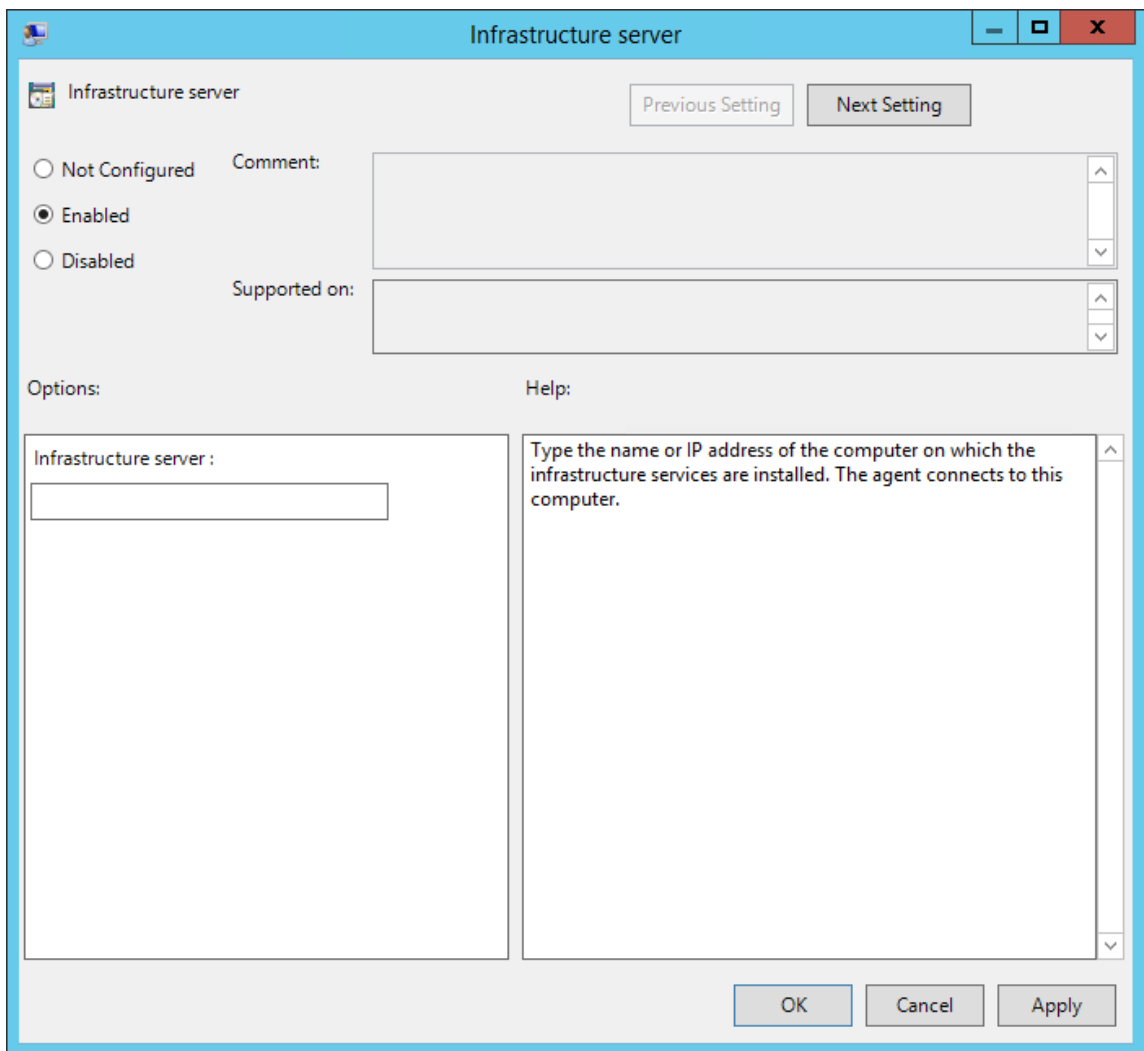 Infrastructure server
Infrastructure server
Previous Setting
Next Setting
Not Configured
Comment:
Enabled
Disabled
Supported on:
Options:
Help:
Infrastructure server :
Type the name or IP address of the computer on which the
infrastructure services are installed. The agent connects to this
computer.
OK
Cancel
Apply